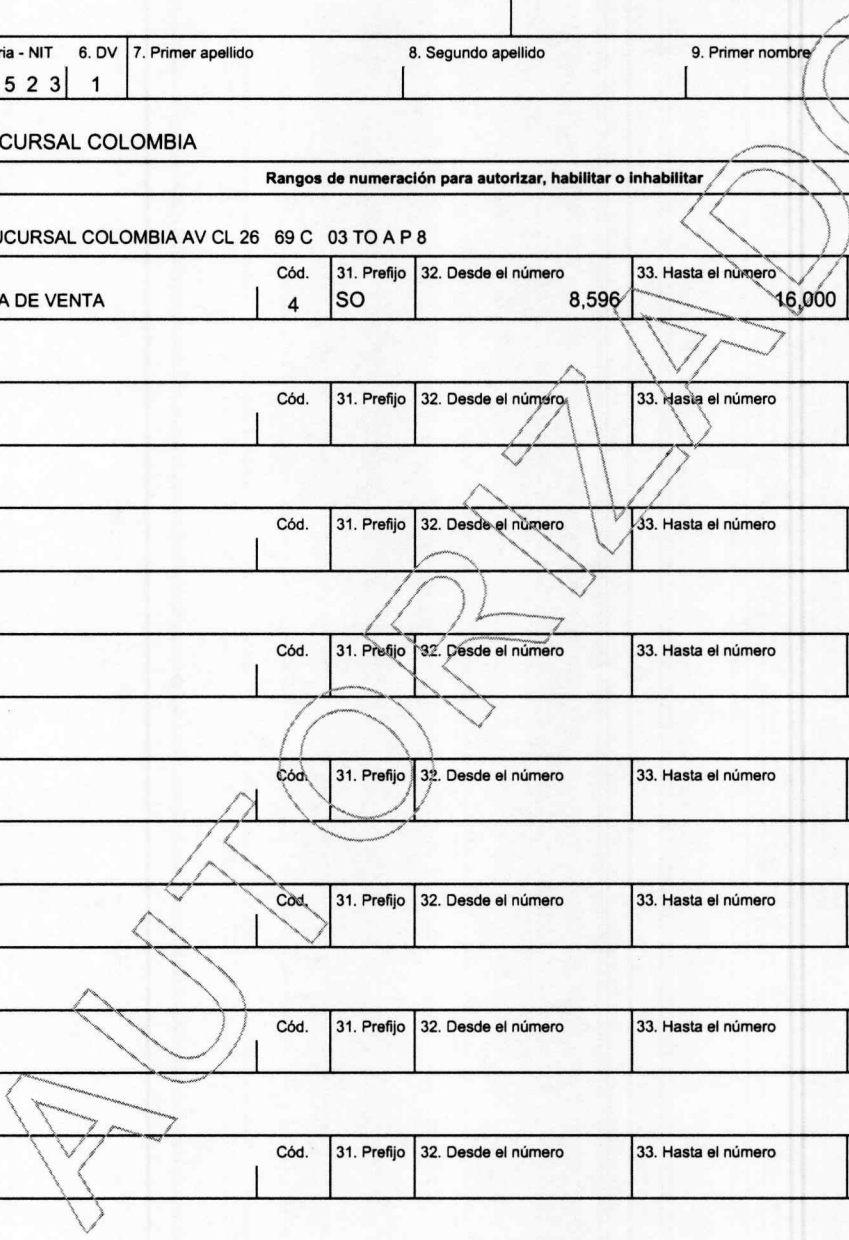 ria - NIT 6. DV 7. Primer apellido 8. Segundo apellido 9. Primer nombre
5 2 3 1
CURSAL COLOMBIA
Rangos de numeración para autorizar, habilitar o inhabilitar
UCURSAL COLOMBIA AV CL 26 69 C 03 TO A P 8
Cód. 31. Prefijo 32. Desde el número 33. Hasta el número
A DE VENTA 4 SO 8,596 16,000
Cód. 31. Prefijo 32. Desde el número 33. Hasta el número
Cód. 31. Prefijo 32. Desde el número 33. Hasta el número
Cód. 31. Prefijo 32. Desde el número 33. Hasta el número
Cód. 31. Prefijo 32. Desde el número 33. Hasta el número
Cód. 31. Prefijo 32. Desde el número 33. Hasta el número
Cód. 31. Prefijo 32. Desde el número 33. Hasta el número
Cód. 31. Prefijo 32. Desde el número 33. Hasta el número
AUTORIZADO